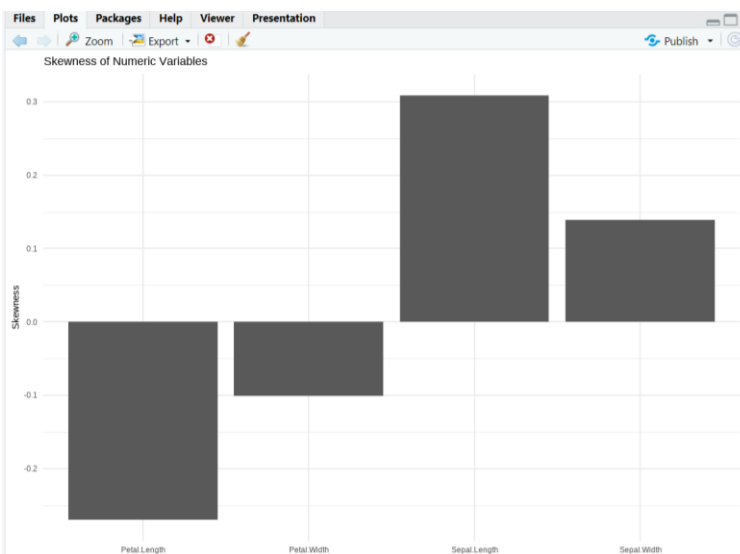 Files Plots Packages Help Viewer Presentation
Zoom Export Publish
Skewness of Numeric Variables
0.3
0.2
0.1
0.0
-0.1
-0.2
Skewness
Petal.Length Petal.Width Sepal.Length Sepal.Width